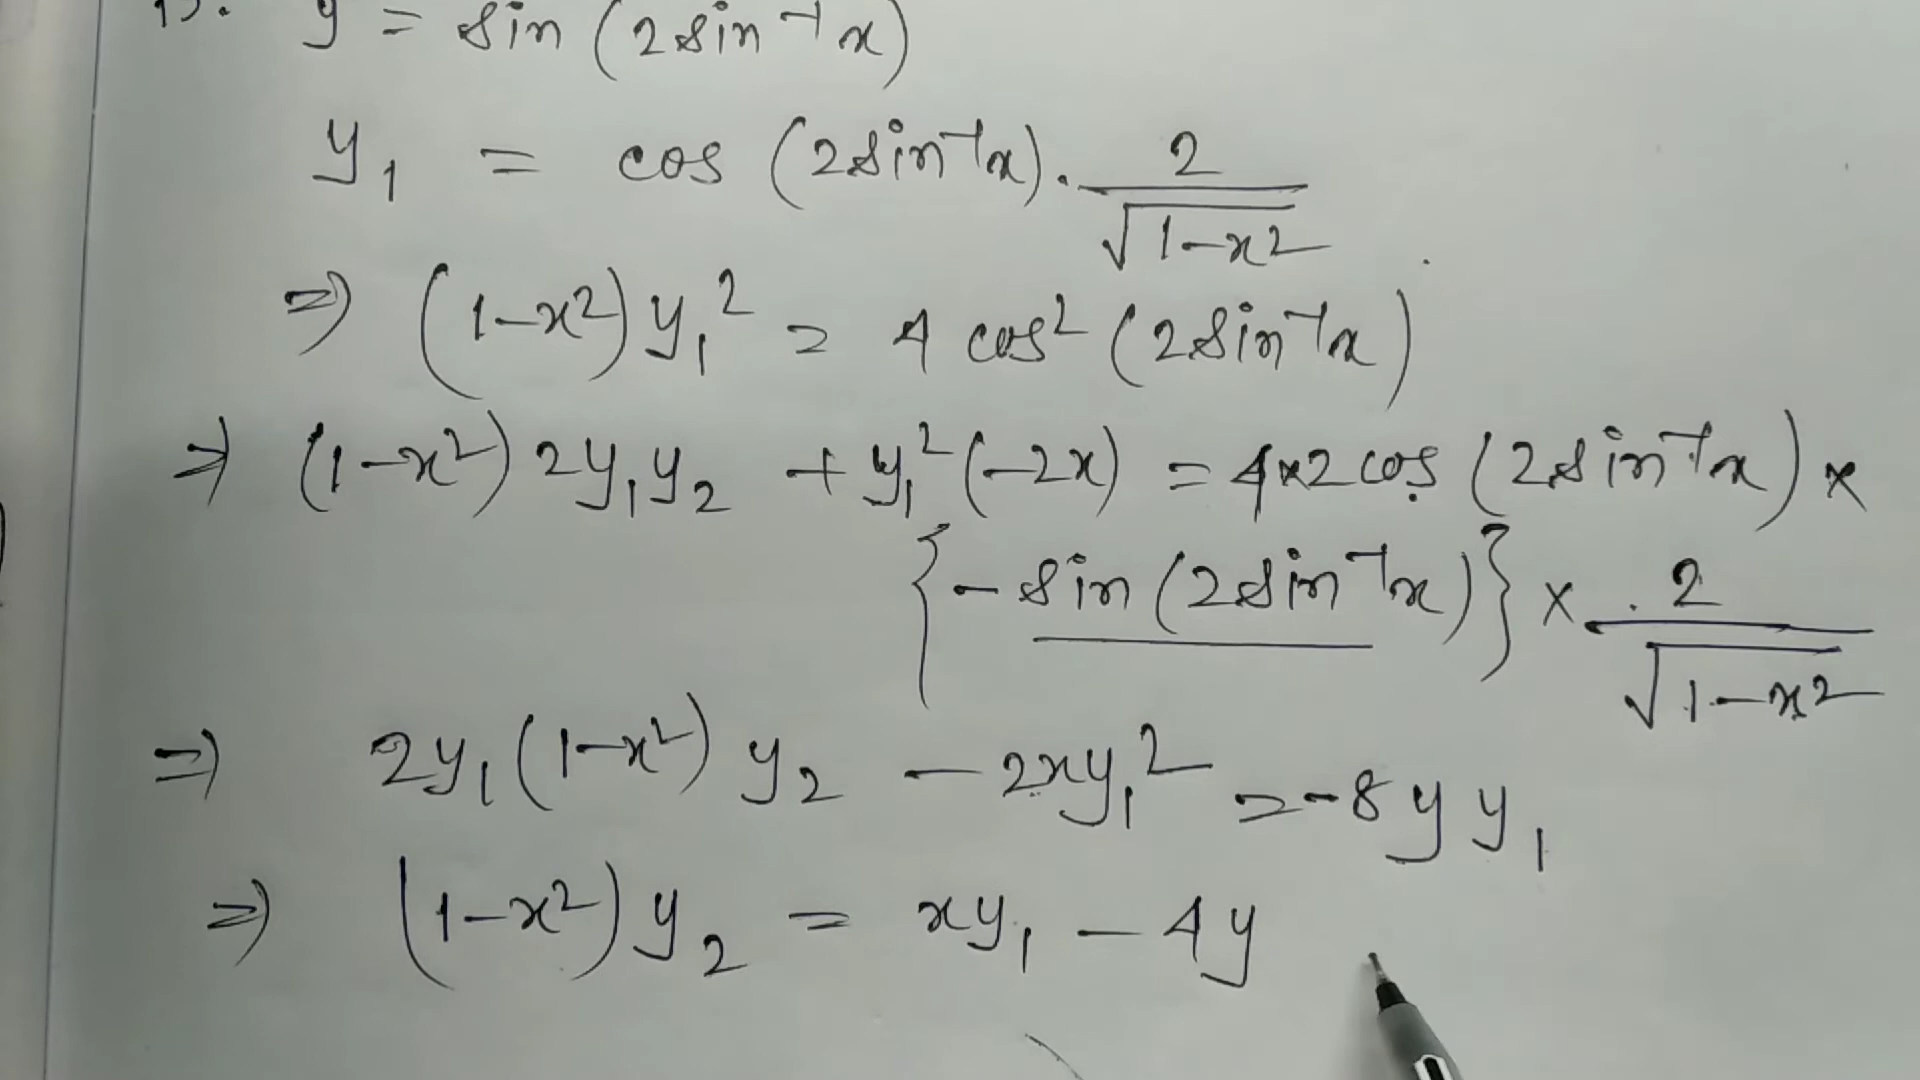 y = sin (2 sin⁻¹x)
y₁ = cos (2sin⁻¹x) . 2/√(1-x²)
⇒ (1-x²) y₁² = 4 cos² (2sin⁻¹x)
⇒ (1-x²) 2y₁y₂ + y₁² (-2x) = 4×2 cos (2sin⁻¹x) ×
{- sin (2sin⁻¹x)} × 2/√(1-x²)
⇒ 2y₁ (1-x²) y₂ - 2xy₁² = -8 y y₁
⇒ (1-x²) y₂ = xy₁ - 4y